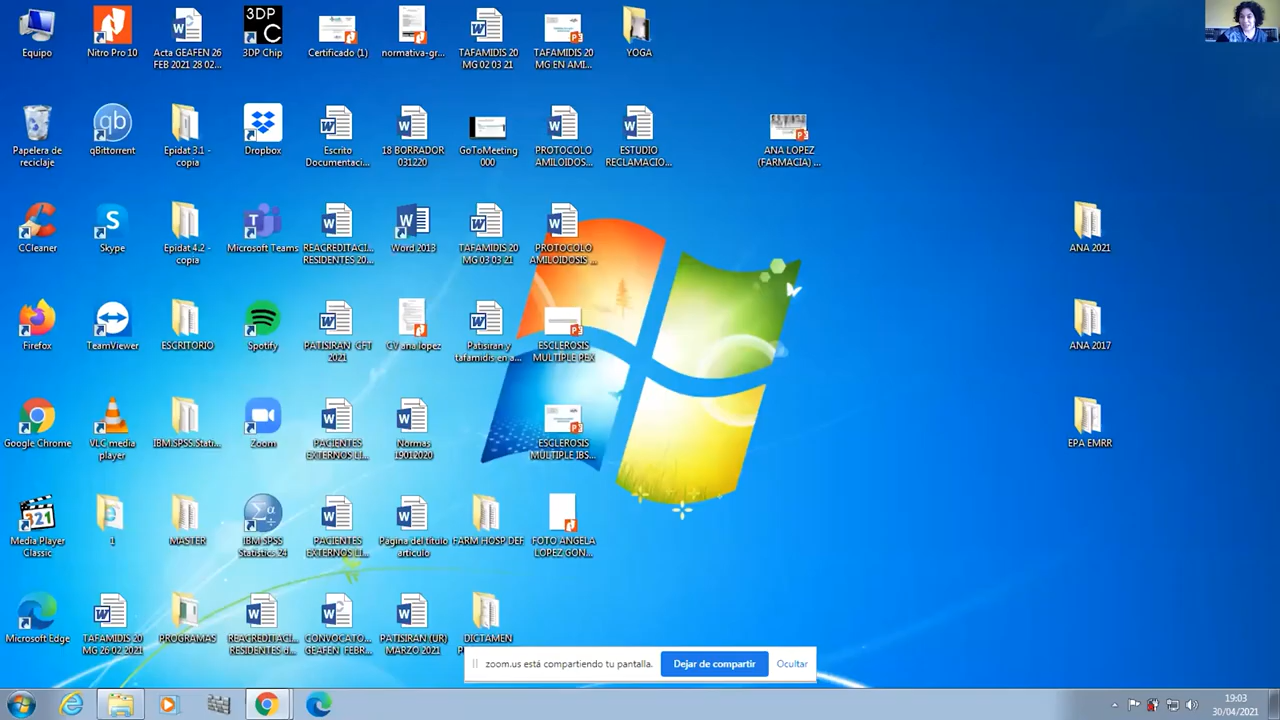 Equipo
Nitro Pro 10
Acta GEAFEN 26
FEB 2021 28 02...
3DP
C
3DP Chip
Certificado (1)
normativa-gr...
TAFAMIDIS 20
MG 02 03 21
TAFAMIDIS 20
MG EN AMI...
YOGA
Papelera de
reciclaje
qb
qBittorrent
Epidat 3.1 -
copia
Dropbox
Escrito
Documentaci...
18 BORRADOR
031220
GoToMeeting
000
PROTOCOLO
AMILOIDOS...
ESTUDIO
RECLAMACIO...
ANA LOPEZ
(FARMACIA) ...
CCleaner
Skype
Epidat 4.2 -
copia
Microsoft Teams
REACREDITACI...
RESIDENTES 20...
Word 2013
TAFAMIDIS 20
MG 03 03 21
PROTOCOLO
AMILOIDOSIS ...
ANA 2021
Firefox
TeamViewer
ESCRITORIO
Spotify
PATISIRAN CFT
2021
CV ana lopez
Patisiran y
tafamidis en a...
ESCLEROSIS
MULTIPLE PEX
ANA 2017
Google Chrome
VLC media
player
IBM.SPSS.Stati...
Zoom
PACIENTES
EXTERNOS LI...
Normas
19012020
ESCLEROSIS
MÚLTIPLE IBS...
EPA EMRR
321
Media Player
Classic
1
MASTER
IBM SPSS
Statistics 24
PACIENTES
EXTERNOS LI...
Pagina del titulo
articulo
FARM HOSP DEF
FOTO ANGELA
LOPEZ GON...
Microsoft Edge
TAFAMIDIS 20
MG 26 02 2021
PROGRAMAS
REACREDITACI...
RESIDENTES d...
CONVOCATO...
GEAFEN FEBR...
PATISIRAN (UR)
MARZO 2021
DICTAMEN
zoom.us está compartiendo tu pantalla.
Dejar de compartir
Ocultar
19:03
30/04/2021